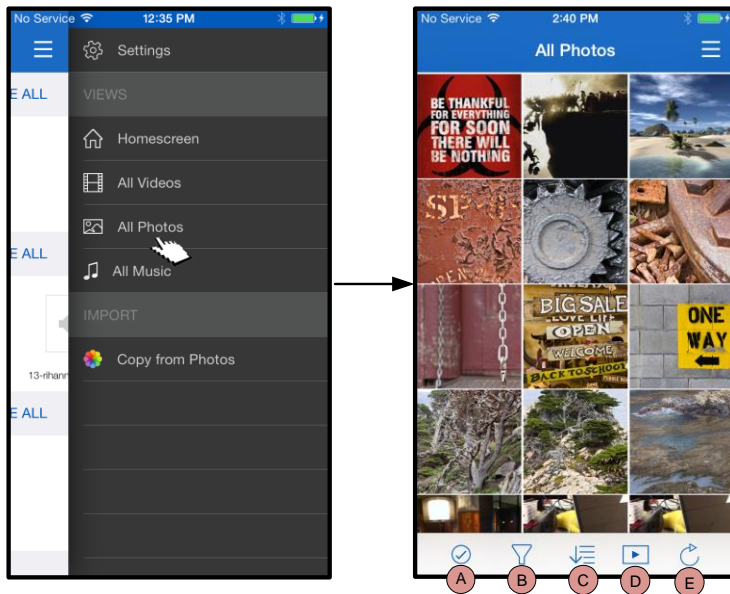 No Service 12:35 PM
Settings
E ALL
VIEWS
Homescreen
All Videos
All Photos
E ALL
All Music
IMPORT
Copy from Photos
13-rihann
E ALL
No Service 2:40 PM
All Photos
BE THANKFUL
FOR EVERYTHING
FOR SOON
THERE WILL
BE NOTHING
BIG SALE
LOVE LIFE
OPEN
WELCOME
BACK TO SCHOOL
ONE
WAY
A B C D E